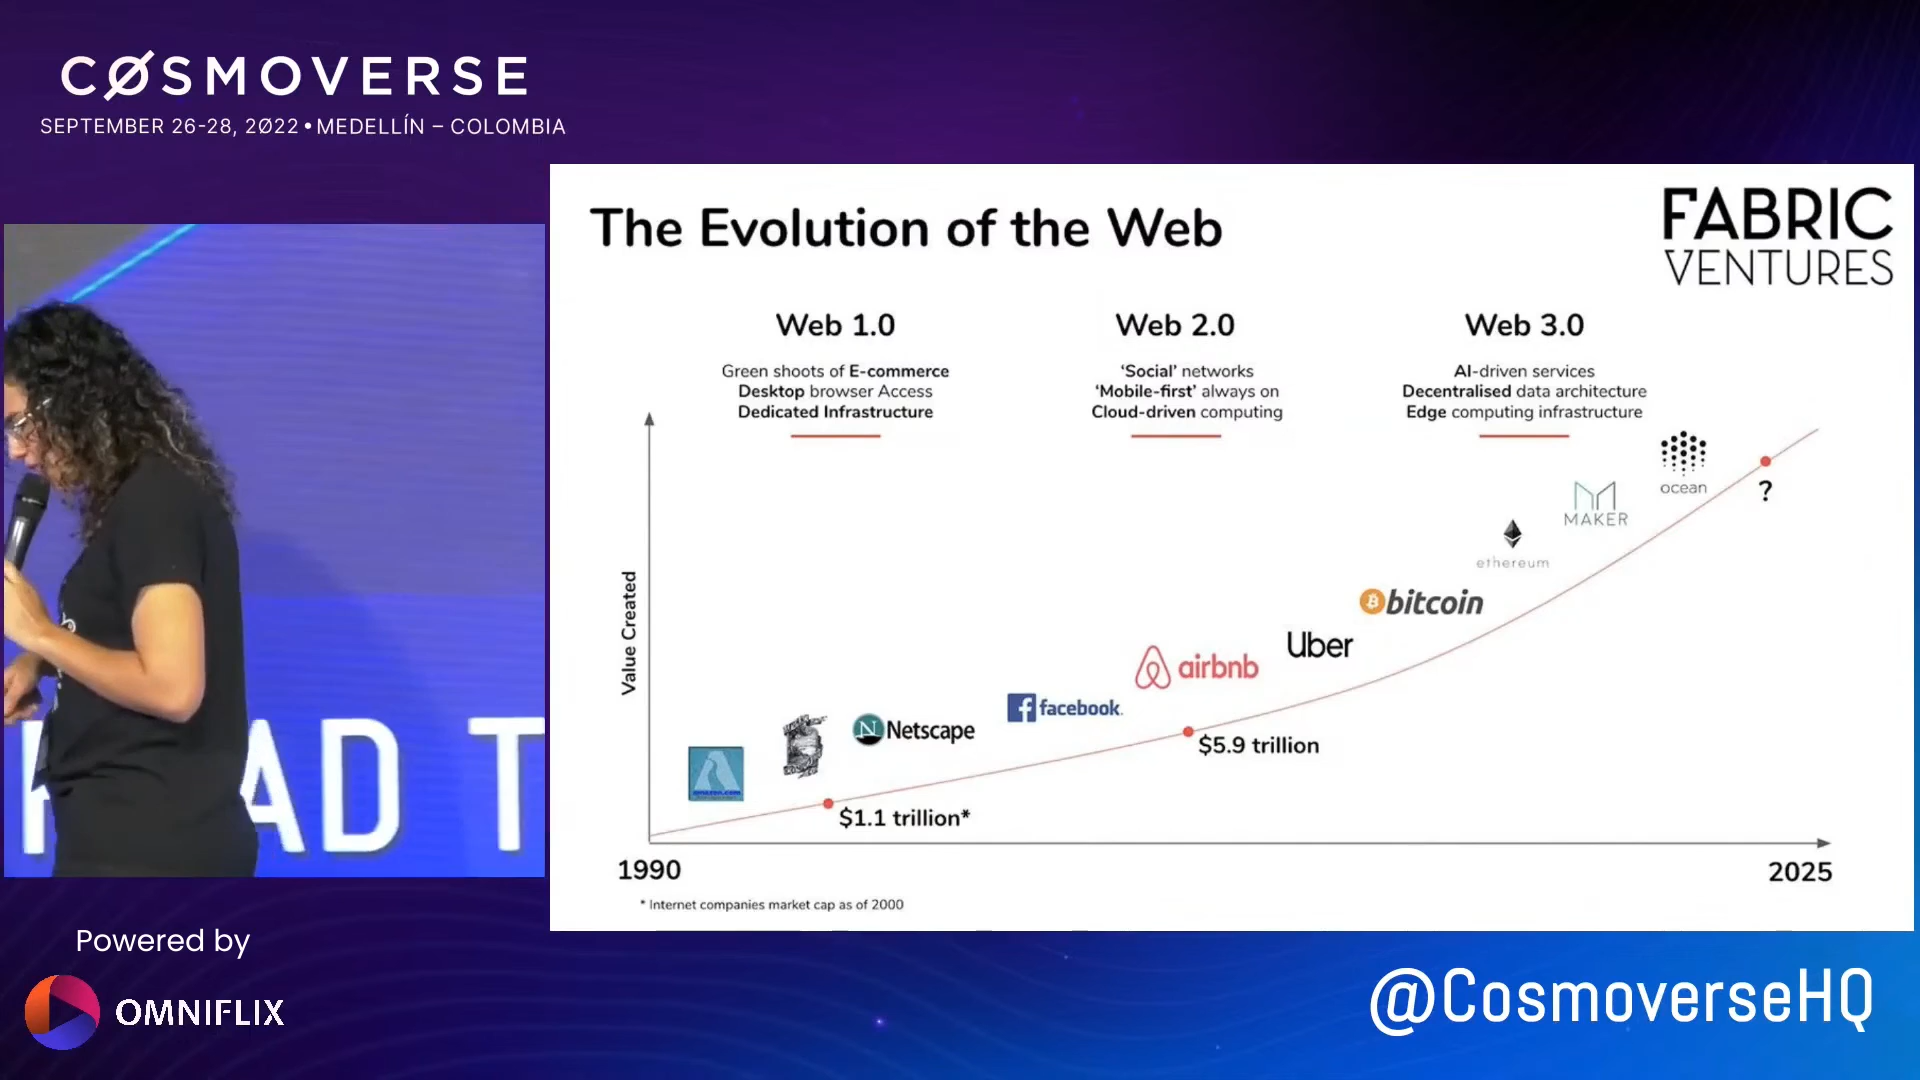 CØSMOVERSE
SEPTEMBER 26-28, 2Ø22 • MEDELLÍN – COLOMBIA
The Evolution of the Web
FABRIC
VENTURES
Web 1.0
Green shoots of E-commerce
Desktop browser Access
Dedicated Infrastructure
Web 2.0
‘Social’ networks
‘Mobile-first’ always on
Cloud-driven computing
Web 3.0
AI-driven services
Decentralised data architecture
Edge computing infrastructure
ocean
?
MAKER
ethereum
bitcoin
Uber
airbnb
facebook.
Netscape
amazon.com
Value Created
$5.9 trillion
$1.1 trillion*
1990
2025
* Internet companies market cap as of 2000
AD T
Powered by
OMNIFLIX
@CosmoverseHQ